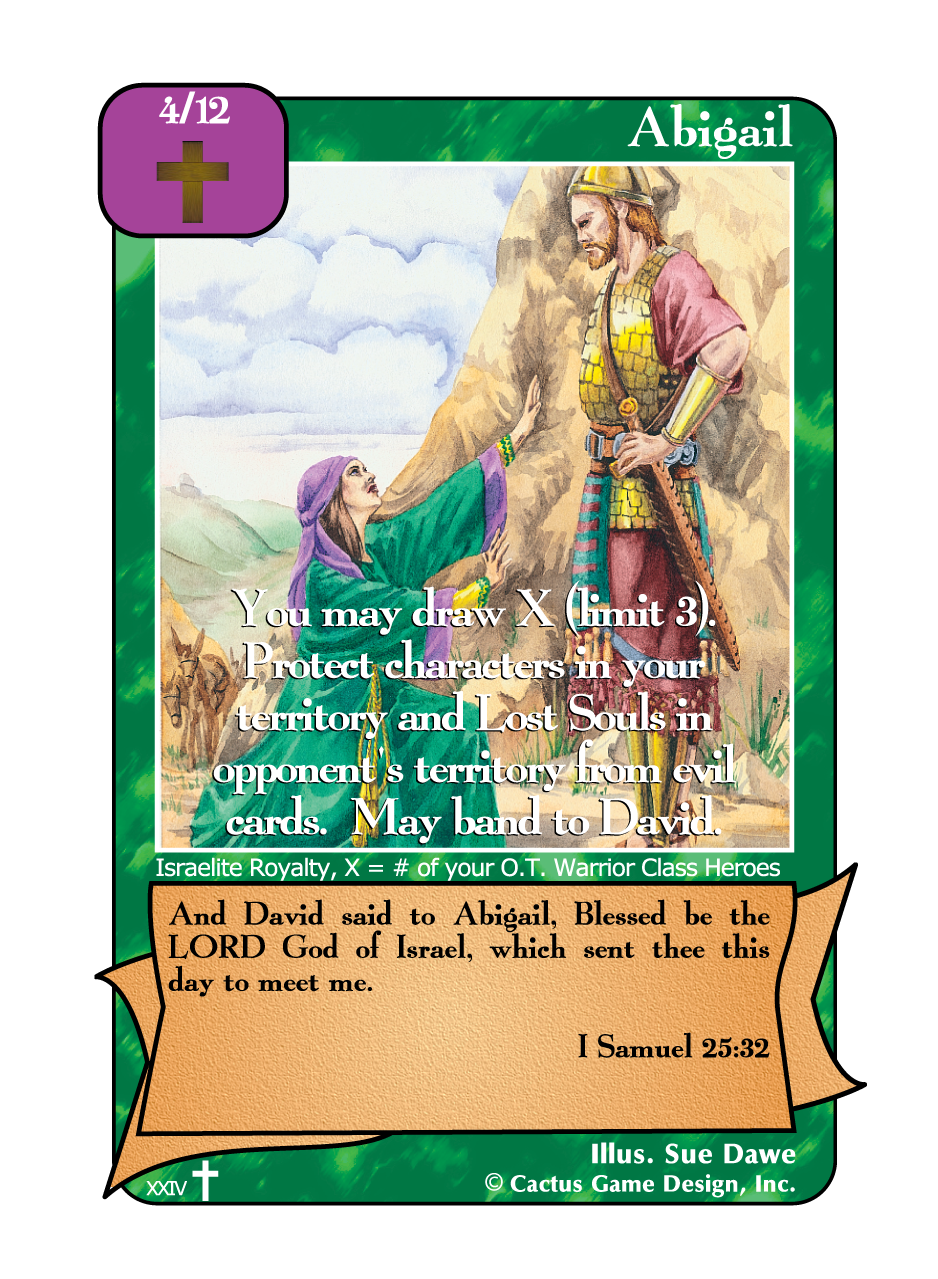 4/12
Abigail
You may draw X (limit 3).
Protect characters in your
territory and Lost Souls in
opponent's territory from evil
cards. May band to David.
Israelite Royalty, X = # of your O.T. Warrior Class Heroes
And David said to Abigail, Blessed be the
LORD God of Israel, which sent thee this
day to meet me.
I Samuel 25:32
Illus. Sue Dawe
XXIV
© Cactus Game Design, Inc.